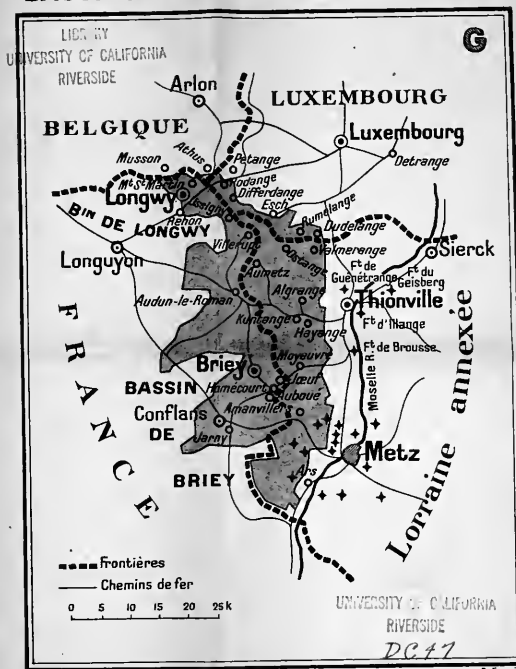 LIBRARY
UNIVERSITY OF CALIFORNIA
RIVERSIDE
G
Arlon
LUXEMBOURG
BELGIQUE
Luxembourg
Athus
Musson
Petange
Detrange
Mt St Martin
Rodange
Longwy
Differdange
Esch
Rumelange
Rehon
Dudelange
Bin DE LONGWY
Villerupt
Ostange
Sierck
Longuyon
Aumetz
Ft de Guénetrange
Ft du Geisberg
Audun-le-Roman
Algrange
Thionville
Kuntange
Hayange
Ft d'Illange
Ft de Brousse
Moyeuvre
Briey
Jœuf
Homécourt
BASSIN
Auboué
Moselle R.
Amanvillers
Conflans
DE
Jarny
Metz
BRIEY
Ars
FRANCE
Lorraine annexée
Frontières
Chemins de fer
0 5 10 15 20 25k
UNIVERSITY OF CALIFORNIA
RIVERSIDE
DC47